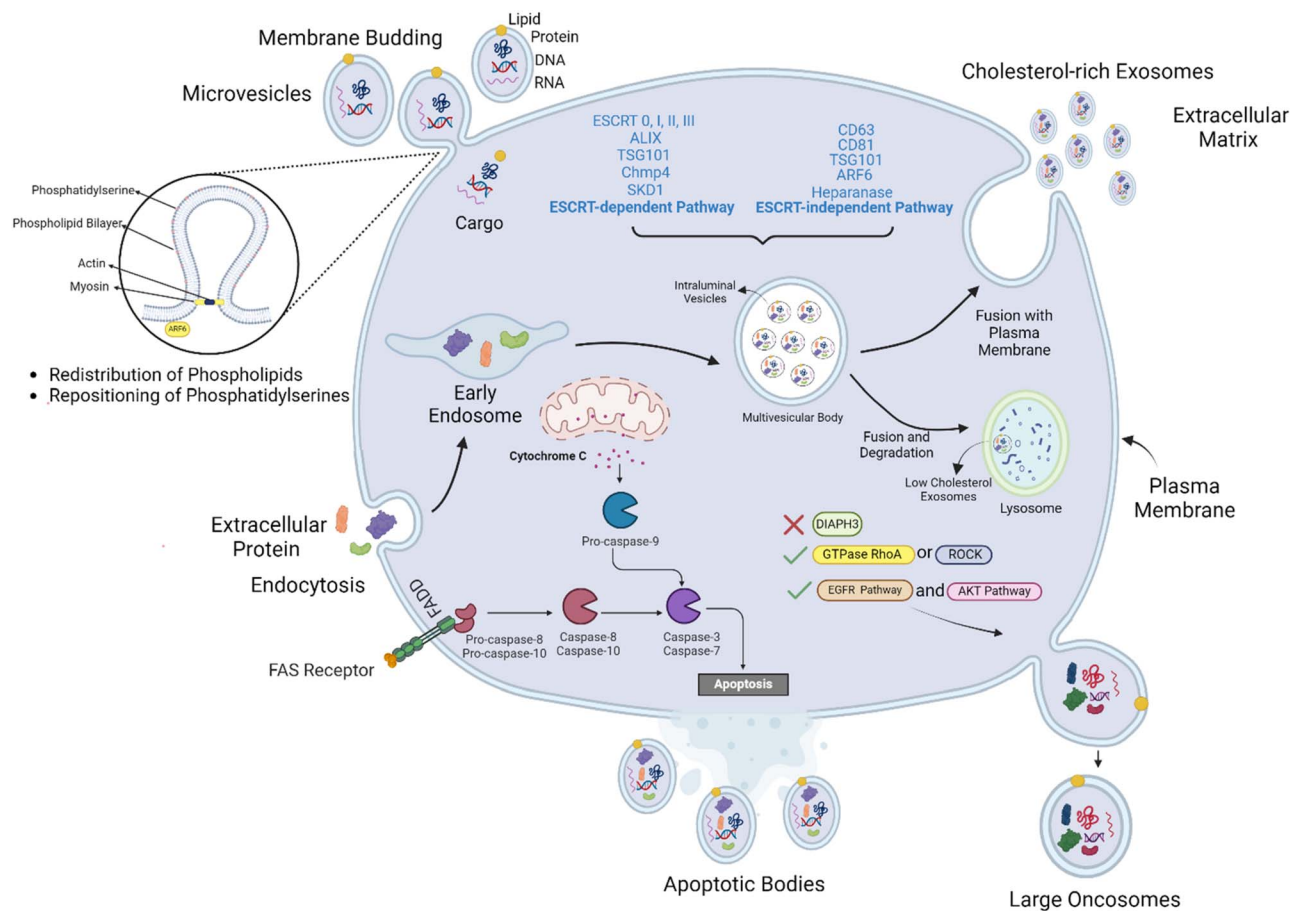 Lipid
Protein
DNA
RNA
Membrane Budding
Microvesicles
Cholesterol-rich Exosomes
Extracellular
Matrix
ESCRT 0, I, II, III
ALIX
TSG101
Chmp4
SKD1
ESCRT-dependent Pathway
CD63
CD81
TSG101
ARF6
Heparanase
ESCRT-independent Pathway
Cargo
Phosphatidylserine
Phospholipid Bilayer
Actin
Myosin
ARF6
• Redistribution of Phospholipids
• Repositioning of Phosphatidylserines
Intraluminal
Vesicles
Multivesicular Body
Fusion with
Plasma
Membrane
Early
Endosome
Cytochrome C
Fusion and
Degradation
Low Cholesterol
Exosomes
Lysosome
Plasma
Membrane
Extracellular
Protein
Endocytosis
Pro-caspase-9
DIAPH3
GTPase RhoA or ROCK
EGFR Pathway and AKT Pathway
FADD
FAS Receptor
Pro-caspase-8
Pro-caspase-10
Caspase-8
Caspase-10
Caspase-3
Caspase-7
Apoptosis
Apoptotic Bodies
Large Oncosomes